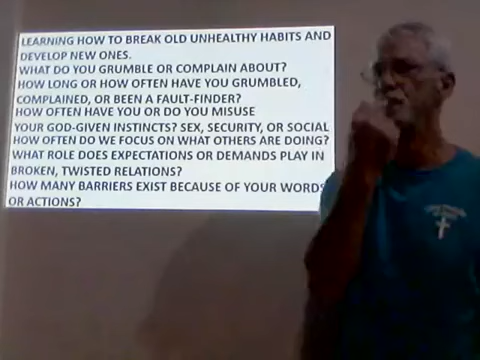 LEARNING HOW TO BREAK OLD UNHEALTHY HABITS AND
DEVELOP NEW ONES.
WHAT DO YOU GRUMBLE OR COMPLAIN ABOUT?
HOW LONG OR HOW OFTEN HAVE YOU GRUMBLED,
COMPLAINED, OR BEEN A FAULT-FINDER?
HOW OFTEN HAVE YOU OR DO YOU MISUSE
YOUR GOD-GIVEN INSTINCTS? SEX, SECURITY, OR SOCIAL
HOW OFTEN DO WE FOCUS ON WHAT OTHERS ARE DOING?
WHAT ROLE DOES EXPECTATIONS OR DEMANDS PLAY IN
BROKEN, TWISTED RELATIONS?
HOW MANY BARRIERS EXIST BECAUSE OF YOUR WORDS
OR ACTIONS?